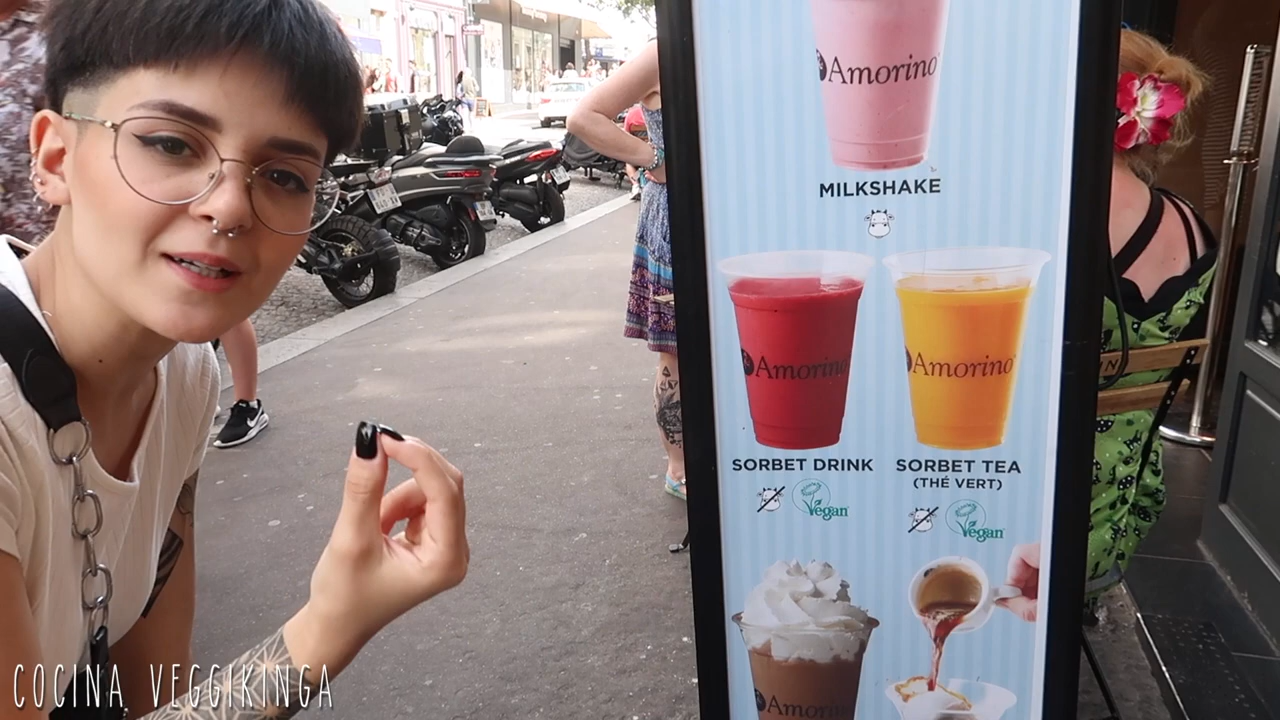 Amorino
MILKSHAKE
Amorino
Amorino
SORBET DRINK
SORBET TEA
(THÉ VERT)
Vegan
Vegan
Amorino
COCINA VEGGIKINGA